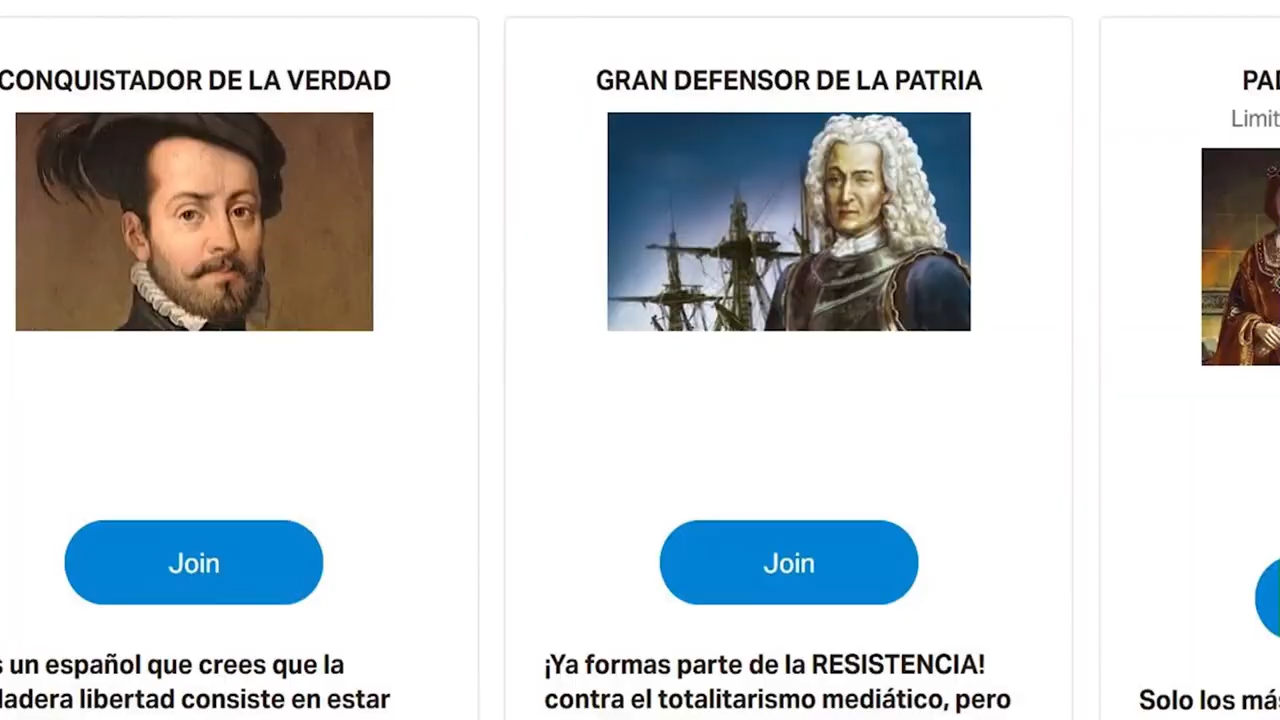 CONQUISTADOR DE LA VERDAD
Join
un español que crees que la
libertad consiste en estar
GRAN DEFENSOR DE LA PATRIA
Join
¡Ya formas parte de la RESISTENCIA!
contra el totalitarismo mediático, pero
Solo los